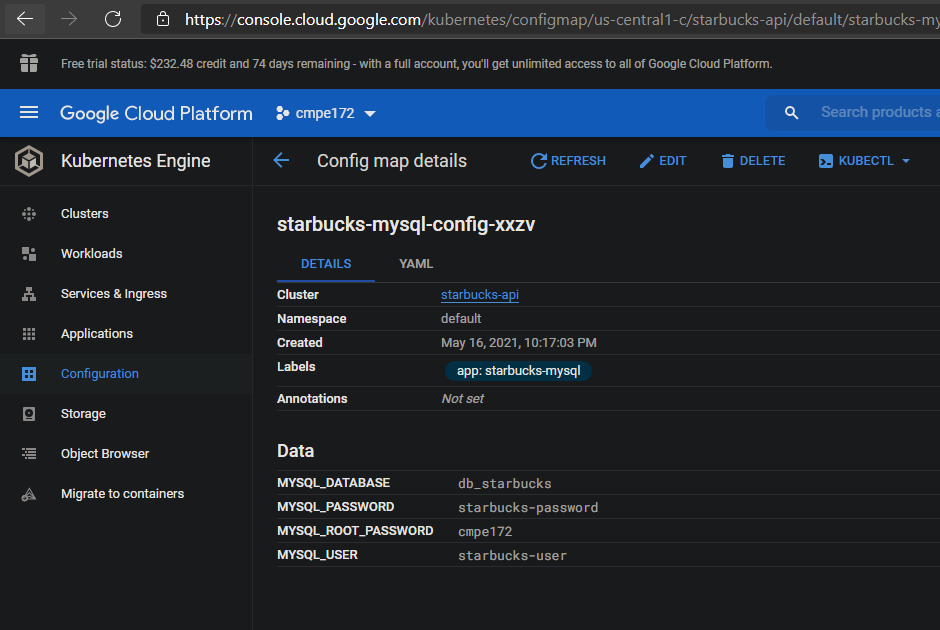 https://console.cloud.google.com/kubernetes/configmap/us-central1-c/starbucks-api/default/starbucks-my
Free trial status: $232.48 credit and 74 days remaining - with a full account, you'll get unlimited access to all of Google Cloud Platform.
Google Cloud Platform cmpe172 Search products a
Kubernetes Engine
Config map details REFRESH EDIT DELETE KUBECTL
Clusters
Workloads
Services & Ingress
Applications
Configuration
Storage
Object Browser
Migrate to containers
starbucks-mysql-config-xxzv
DETAILS YAML
Cluster starbucks-api
Namespace default
Created May 16, 2021, 10:17:03 PM
Labels app: starbucks-mysql
Annotations Not set
Data
MYSQL_DATABASE db_starbucks
MYSQL_PASSWORD starbucks-password
MYSQL_ROOT_PASSWORD cmpe172
MYSQL_USER starbucks-user